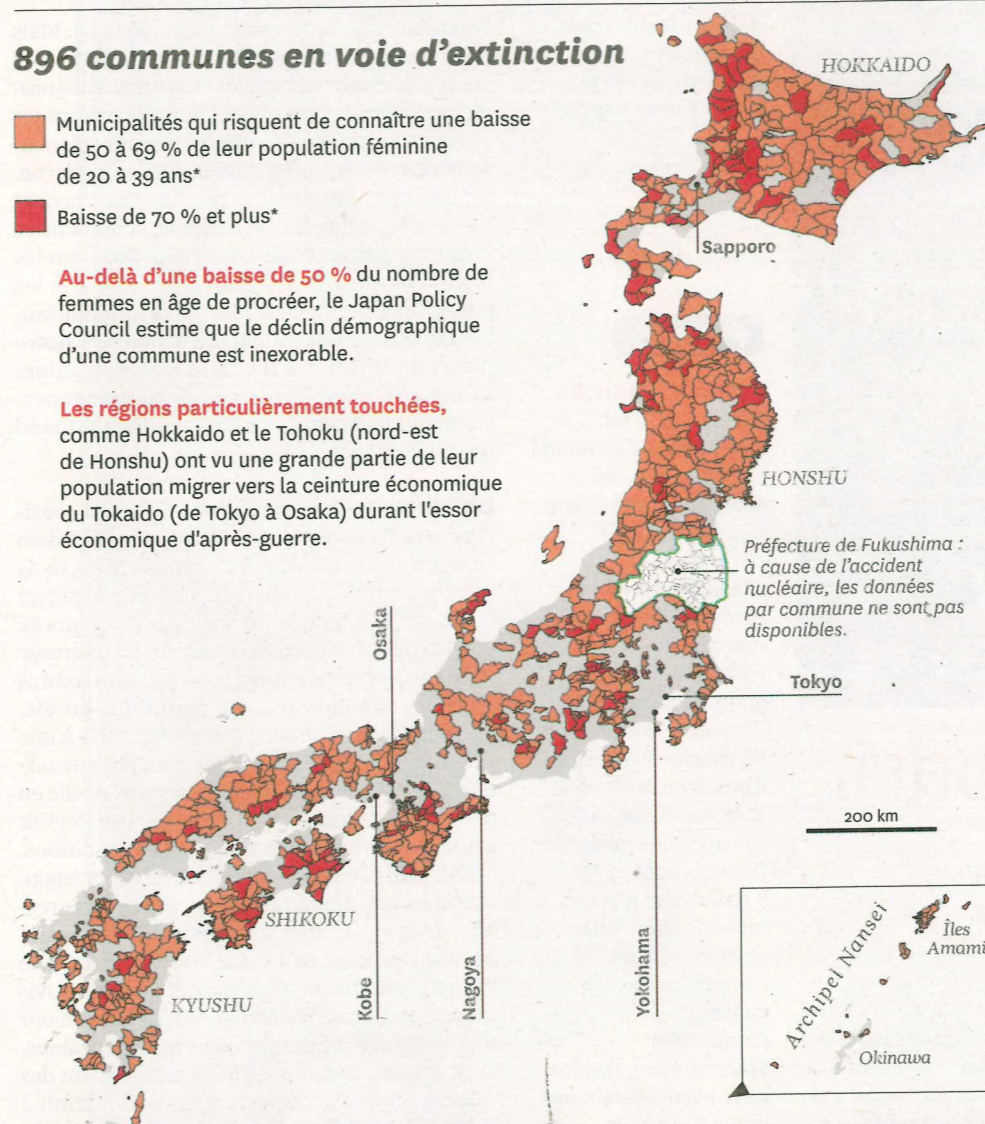 896 communes en voie d'extinction
Municipalités qui risquent de connaître une baisse
de 50 à 69 % de leur population féminine
de 20 à 39 ans*
Baisse de 70 % et plus*
Au-delà d'une baisse de 50 % du nombre de
femmes en âge de procréer, le Japan Policy
Council estime que le déclin démographique
d'une commune est inexorable.
Les régions particulièrement touchées,
comme Hokkaido et le Tohoku (nord-est
de Honshu) ont vu une grande partie de leur
population migrer vers la ceinture économique
du Tokaido (de Tokyo à Osaka) durant l'essor
économique d'après-guerre.
HOKKAIDO
Sapporo
HONSHU
Préfecture de Fukushima :
à cause de l'accident
nucléaire, les données
par commune ne sont pas
disponibles.
Osaka
Tokyo
200 km
SHIKOKU
KYUSHU
Kobe
Nagoya
Yokohama
Archipel Nansei
Îles
Amami
Okinawa